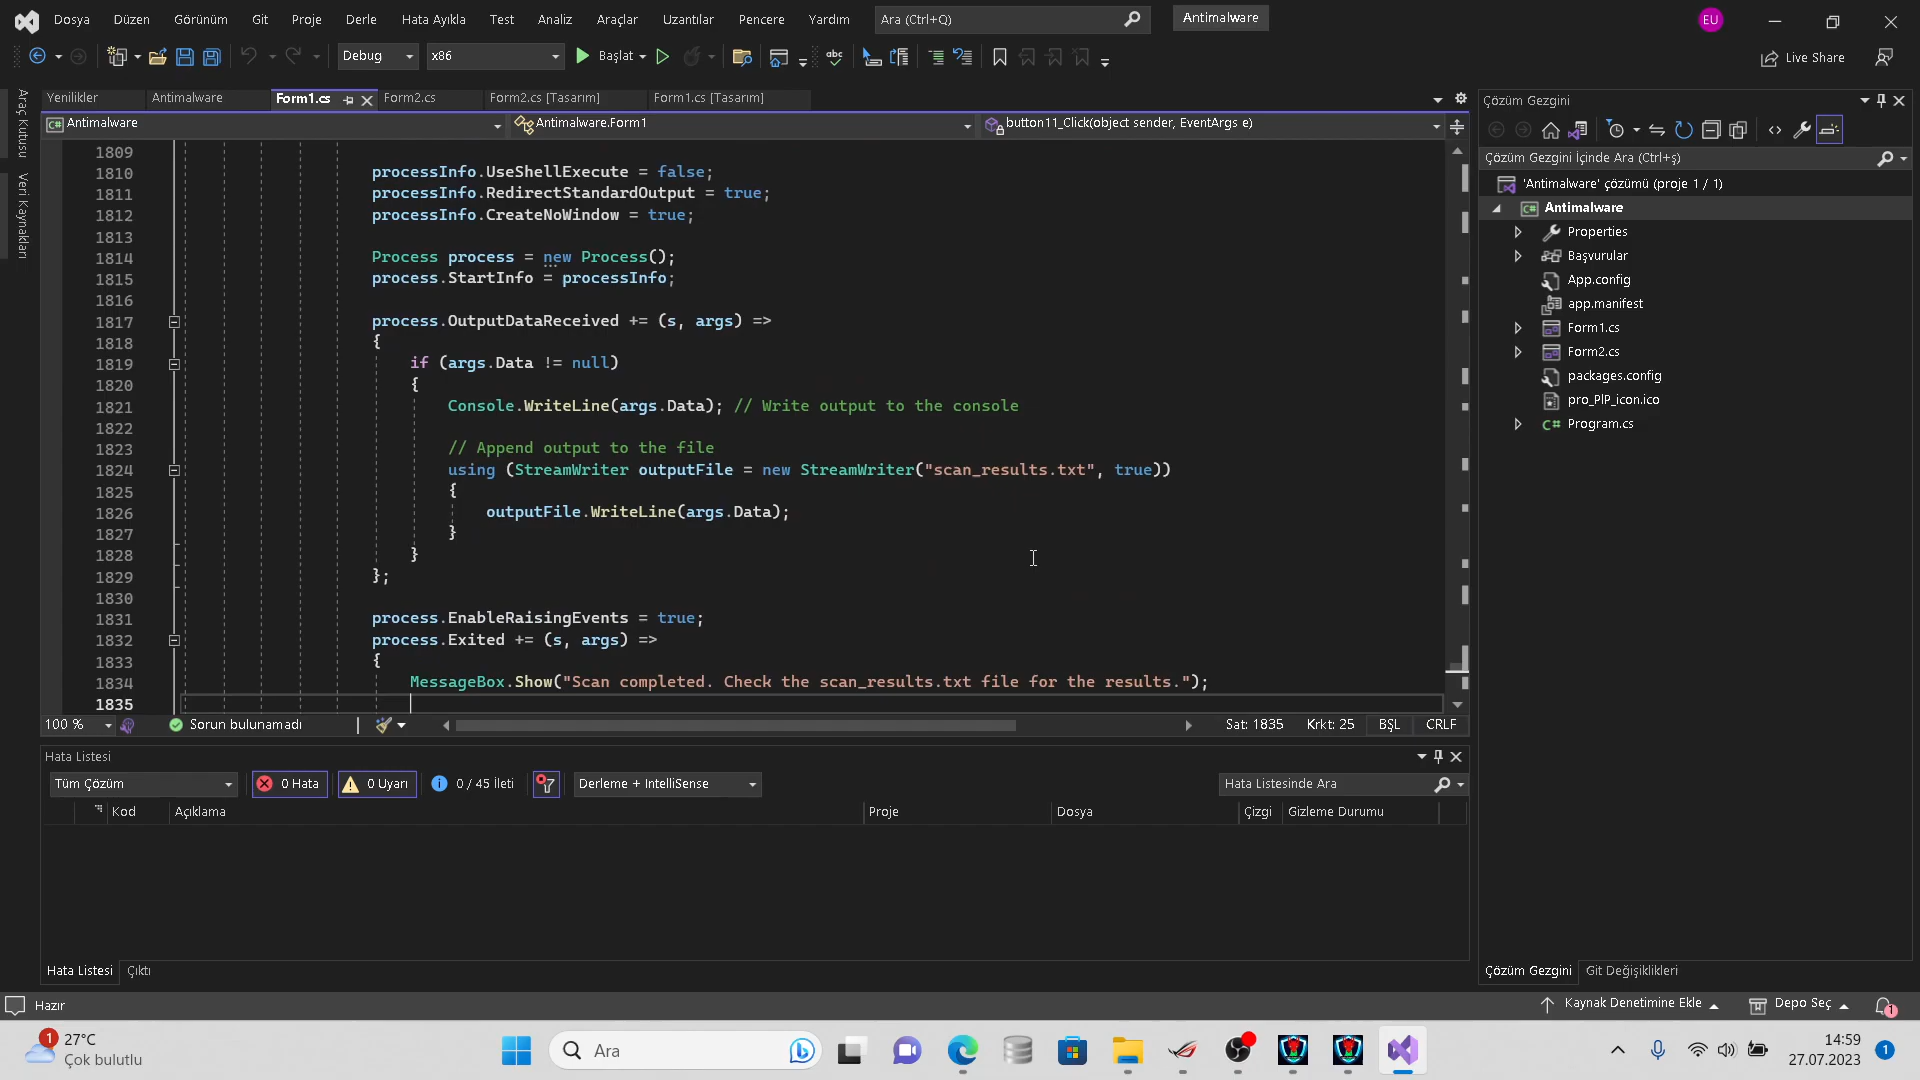 Dosya Düzen Görünüm Git Proje Derle Hata Ayıkla Test Analiz Araçlar Uzantılar Pencere Yardım Ara (Ctrl+Q) Antimalware EU
Debug x86 Başlat Live Share
Araç Kutusu
Veri Kaynakları
Yenilikler Antimalware Form1.cs Form2.cs Form2.cs [Tasarım] Form1.cs [Tasarım]
Antimalware Antimalware.Form1 button11_Click(object sender, EventArgs e)
1809
1810 processInfo.UseShellExecute = false;
1811 processInfo.RedirectStandardOutput = true;
1812 processInfo.CreateNoWindow = true;
1813
1814 Process process = new Process();
1815 process.StartInfo = processInfo;
1816
1817 process.OutputDataReceived += (s, args) =>
1818 {
1819 if (args.Data != null)
1820 {
1821 Console.WriteLine(args.Data); // Write output to the console
1822
1823 // Append output to the file
1824 using (StreamWriter outputFile = new StreamWriter("scan_results.txt", true))
1825 {
1826 outputFile.WriteLine(args.Data);
1827 }
1828 }
1829 };
1830
1831 process.EnableRaisingEvents = true;
1832 process.Exited += (s, args) =>
1833 {
1834 MessageBox.Show("Scan completed. Check the scan_results.txt file for the results.");
1835
100 % Sorun bulunamadı Sat: 1835 Krkt: 25 BŞL CRLF
Hata Listesi
Tüm Çözüm 0 Hata 0 Uyarı 0 / 45 İleti Derleme + IntelliSense Hata Listesinde Ara
Kod Açıklama Proje Dosya Çizgi Gizleme Durumu
Hata Listesi Çıktı
Çözüm Gezgini
Çözüm Gezgini İçinde Ara (Ctrl+ş)
'Antimalware' çözümü (proje 1 / 1)
Antimalware
Properties
Başvurular
App.config
app.manifest
Form1.cs
Form2.cs
packages.config
pro_PIP_icon.ico
Program.cs
Çözüm Gezgini Git Değişiklikleri
Hazır Kaynak Denetimine Ekle Depo Seç 1
1 27°C
Çok bulutlu
Ara
14:59
27.07.2023
1